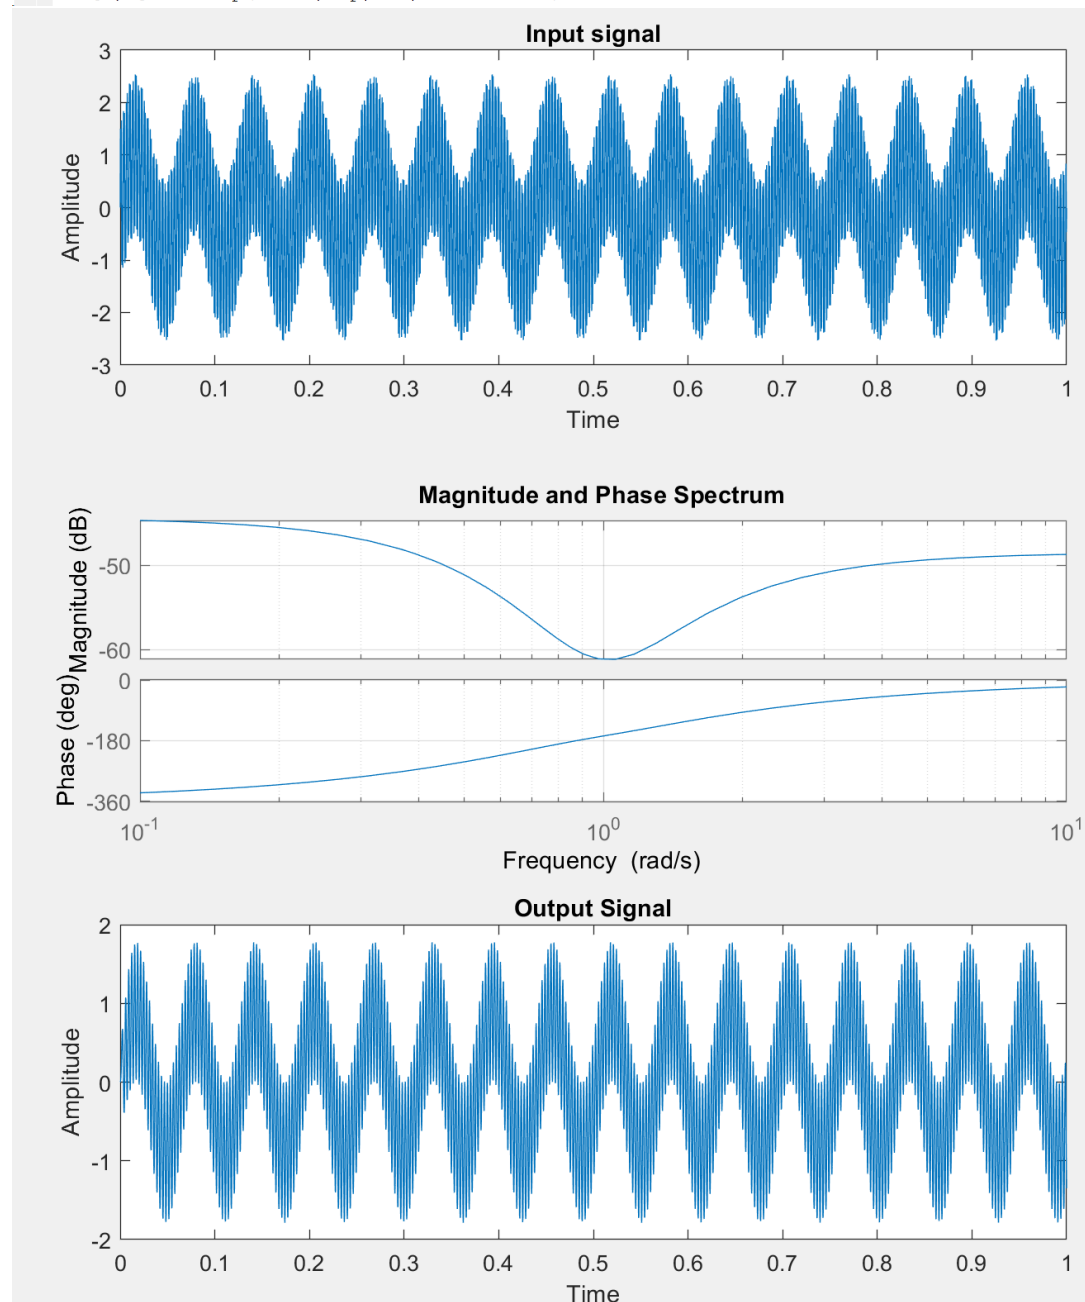 Input signal
3
2
1
0
-1
-2
-3
Amplitude
0 0.1 0.2 0.3 0.4 0.5 0.6 0.7 0.8 0.9 1
Time
Magnitude and Phase Spectrum
Magnitude (dB)
-50
-60
Phase (deg)
0
-180
-360
10^-1 10^0 10^1
Frequency (rad/s)
Output Signal
2
1
0
-1
-2
Amplitude
0 0.1 0.2 0.3 0.4 0.5 0.6 0.7 0.8 0.9 1
Time